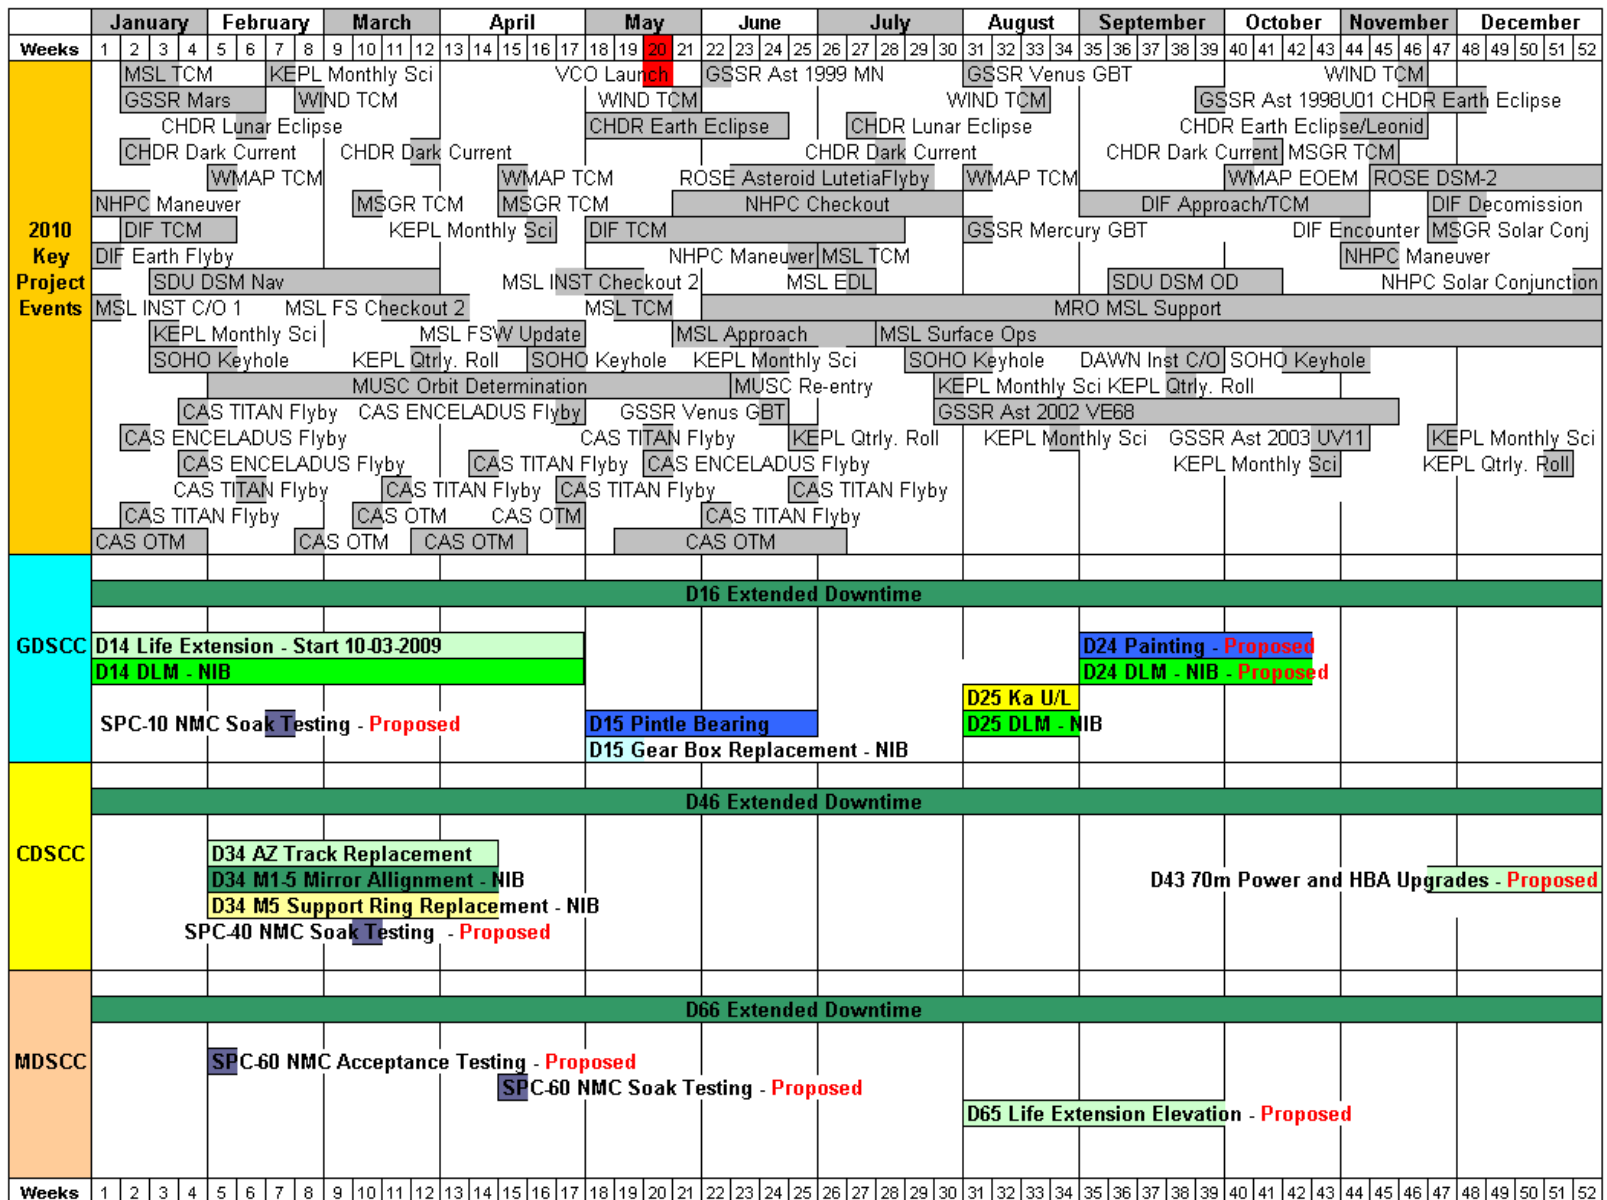 January February March April May June July August September October November December
Weeks 1 2 3 4 5 6 7 8 9 10 11 12 13 14 15 16 17 18 19 20 21 22 23 24 25 26 27 28 29 30 31 32 33 34 35 36 37 38 39 40 41 42 43 44 45 46 47 48 49 50 51 52
2010 Key Project Events
MSL TCM KEPL Monthly Sci VCO Launch GSSR Ast 1999 MN GSSR Venus GBT WIND TCM
GSSR Mars WIND TCM WIND TCM WIND TCM GSSR Ast 1998U01 CHDR Earth Eclipse
CHDR Lunar Eclipse CHDR Earth Eclipse CHDR Lunar Eclipse CHDR Earth Eclipse/Leonid
CHDR Dark Current CHDR Dark Current CHDR Dark Current CHDR Dark Current MSGR TCM
WMAP TCM WMAP TCM ROSE Asteroid LutetiaFlyby WMAP TCM WMAP EOEM ROSE DSM-2
NHPC Maneuver MSGR TCM MSGR TCM NHPC Checkout DIF Approach/TCM DIF Decomission
DIF TCM KEPL Monthly Sci DIF TCM GSSR Mercury GBT DIF Encounter MSGR Solar Conj
DIF Earth Flyby NHPC Maneuver MSL TCM NHPC Maneuver
SDU DSM Nav MSL INST Checkout 2 MSL EDL SDU DSM OD NHPC Solar Conjunction
MSL INST C/O 1 MSL FS Checkout 2 MSL TCM MRO MSL Support
KEPL Monthly Sci MSL FSW Update MSL Approach MSL Surface Ops
SOHO Keyhole KEPL Qtrly. Roll SOHO Keyhole KEPL Monthly Sci SOHO Keyhole DAWN Inst C/O SOHO Keyhole
MUSC Orbit Determination MUSC Re-entry KEPL Monthly Sci KEPL Qtrly. Roll
CAS TITAN Flyby CAS ENCELADUS Flyby GSSR Venus GBT GSSR Ast 2002 VE68
CAS ENCELADUS Flyby CAS TITAN Flyby KEPL Qtrly. Roll KEPL Monthly Sci GSSR Ast 2003 UV11 KEPL Monthly Sci
CAS ENCELADUS Flyby CAS TITAN Flyby CAS ENCELADUS Flyby KEPL Monthly Sci KEPL Qtrly. Roll
CAS TITAN Flyby CAS TITAN Flyby CAS TITAN Flyby CAS TITAN Flyby
CAS TITAN Flyby CAS OTM CAS OTM CAS TITAN Flyby
CAS OTM CAS OTM CAS OTM CAS OTM
GDSCC
D16 Extended Downtime
D14 Life Extension - Start 10-03-2009 D24 Painting - Proposed
D14 DLM - NIB D24 DLM - NIB - Proposed
D25 Ka U/L
SPC-10 NMC Soak Testing - Proposed D15 Pintle Bearing D25 DLM - NIB
D15 Gear Box Replacement - NIB
CDSCC
D46 Extended Downtime
D34 AZ Track Replacement
D34 M1-5 Mirror Allignment - NIB D43 70m Power and HBA Upgrades - Proposed
D34 M5 Support Ring Replacement - NIB
SPC-40 NMC Soak Testing - Proposed
MDSCC
D66 Extended Downtime
SPC-60 NMC Acceptance Testing - Proposed
SPC-60 NMC Soak Testing - Proposed
D65 Life Extension Elevation - Proposed
Weeks 1 2 3 4 5 6 7 8 9 10 11 12 13 14 15 16 17 18 19 20 21 22 23 24 25 26 27 28 29 30 31 32 33 34 35 36 37 38 39 40 41 42 43 44 45 46 47 48 49 50 51 52